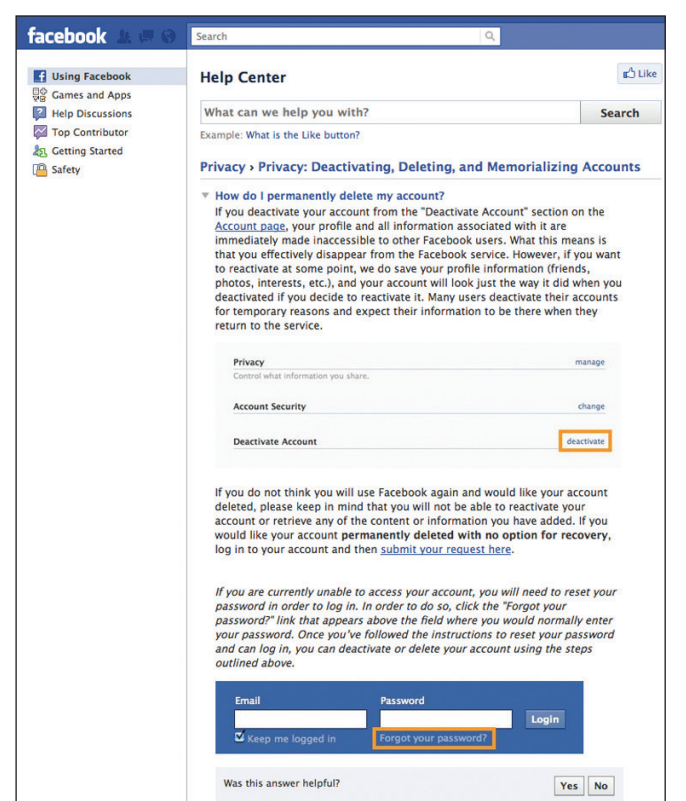 facebook
Search
Using Facebook
Games and Apps
Help Discussions
Top Contributor
Getting Started
Safety
Help Center
Like
What can we help you with?
Search
Example: What is the Like button?
Privacy › Privacy: Deactivating, Deleting, and Memorializing Accounts
How do I permanently delete my account?
If you deactivate your account from the "Deactivate Account" section on the
Account page, your profile and all information associated with it are
immediately made inaccessible to other Facebook users. What this means is
that you effectively disappear from the Facebook service. However, if you want
to reactivate at some point, we do save your profile information (friends,
photos, interests, etc.), and your account will look just the way it did when you
deactivated if you decide to reactivate it. Many users deactivate their accounts
for temporary reasons and expect their information to be there when they
return to the service.
Privacy manage
Control what information you share.
Account Security change
Deactivate Account deactivate
If you do not think you will use Facebook again and would like your account
deleted, please keep in mind that you will not be able to reactivate your
account or retrieve any of the content or information you have added. If you
would like your account permanently deleted with no option for recovery,
log in to your account and then submit your request here.
If you are currently unable to access your account, you will need to reset your
password in order to log in. In order to do so, click the "Forgot your
password?" link that appears above the field where you would normally enter
your password. Once you've followed the instructions to reset your password
and can log in, you can deactivate or delete your account using the steps
outlined above.
Email Password
Login
Keep me logged in Forgot your password?
Was this answer helpful? Yes No